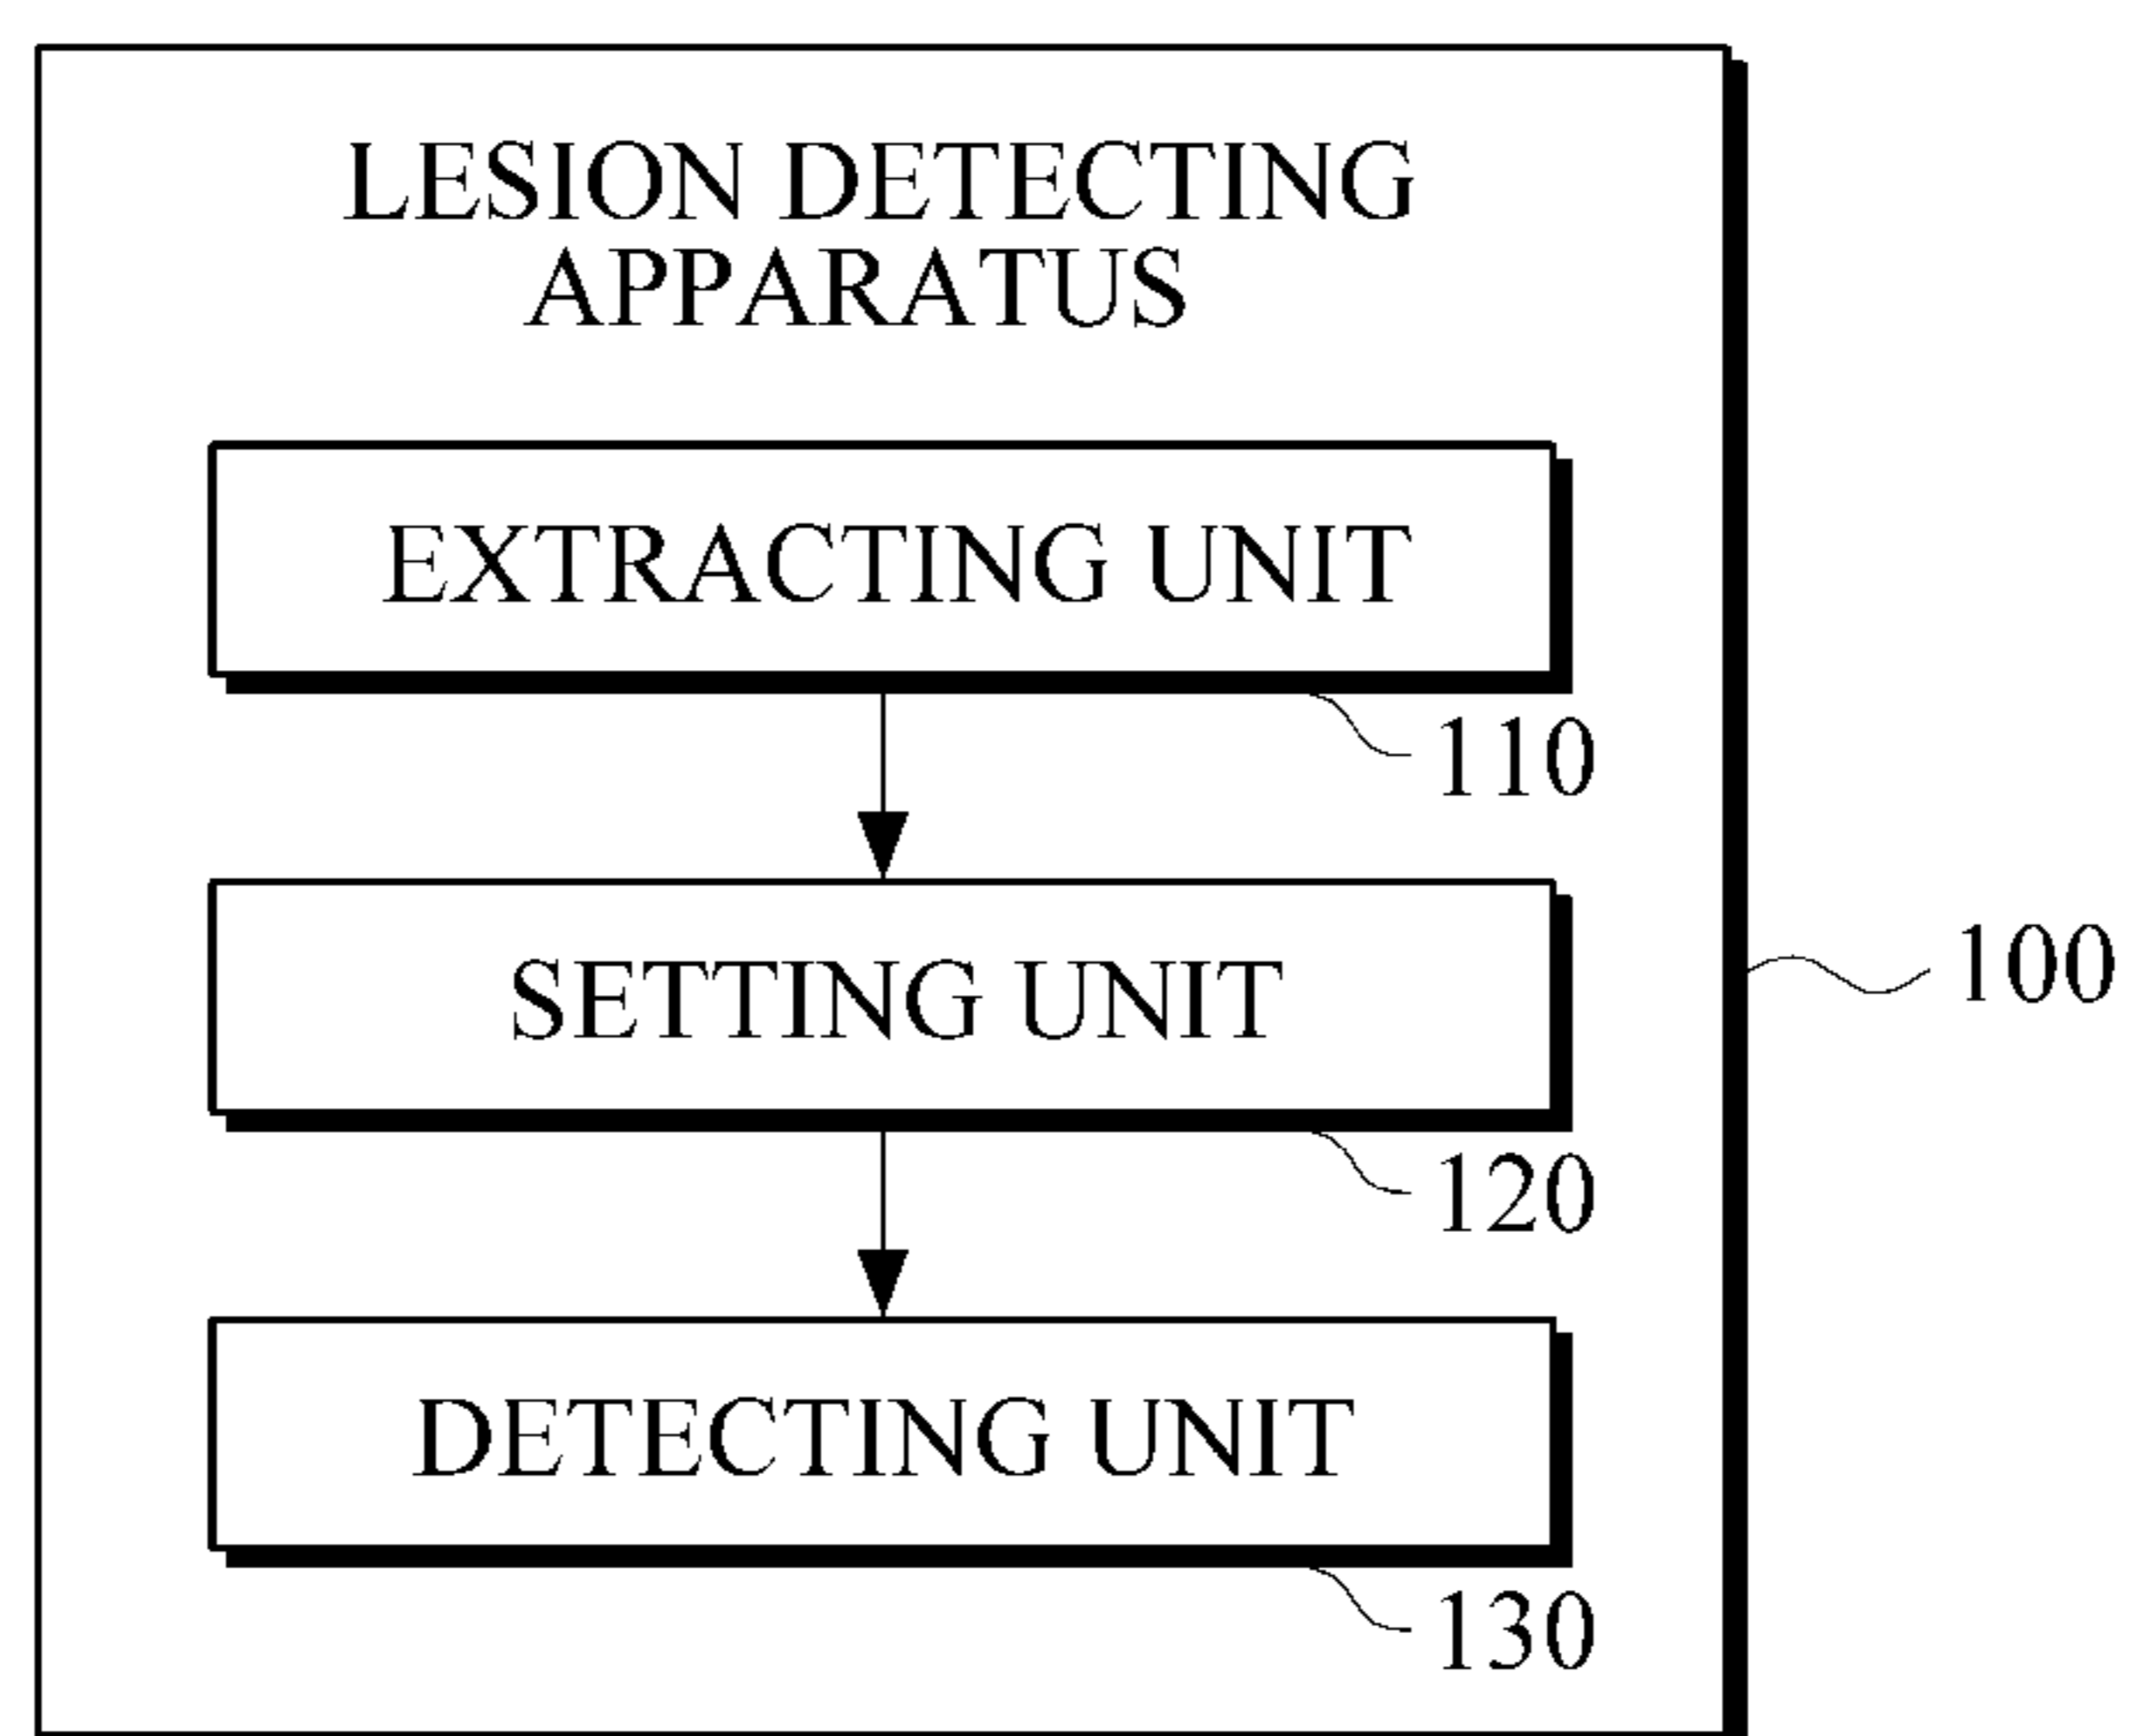 LESION DETECTING
APPARATUS
EXTRACTING UNIT
110
SETTING UNIT
100
120
DETECTING UNIT
130